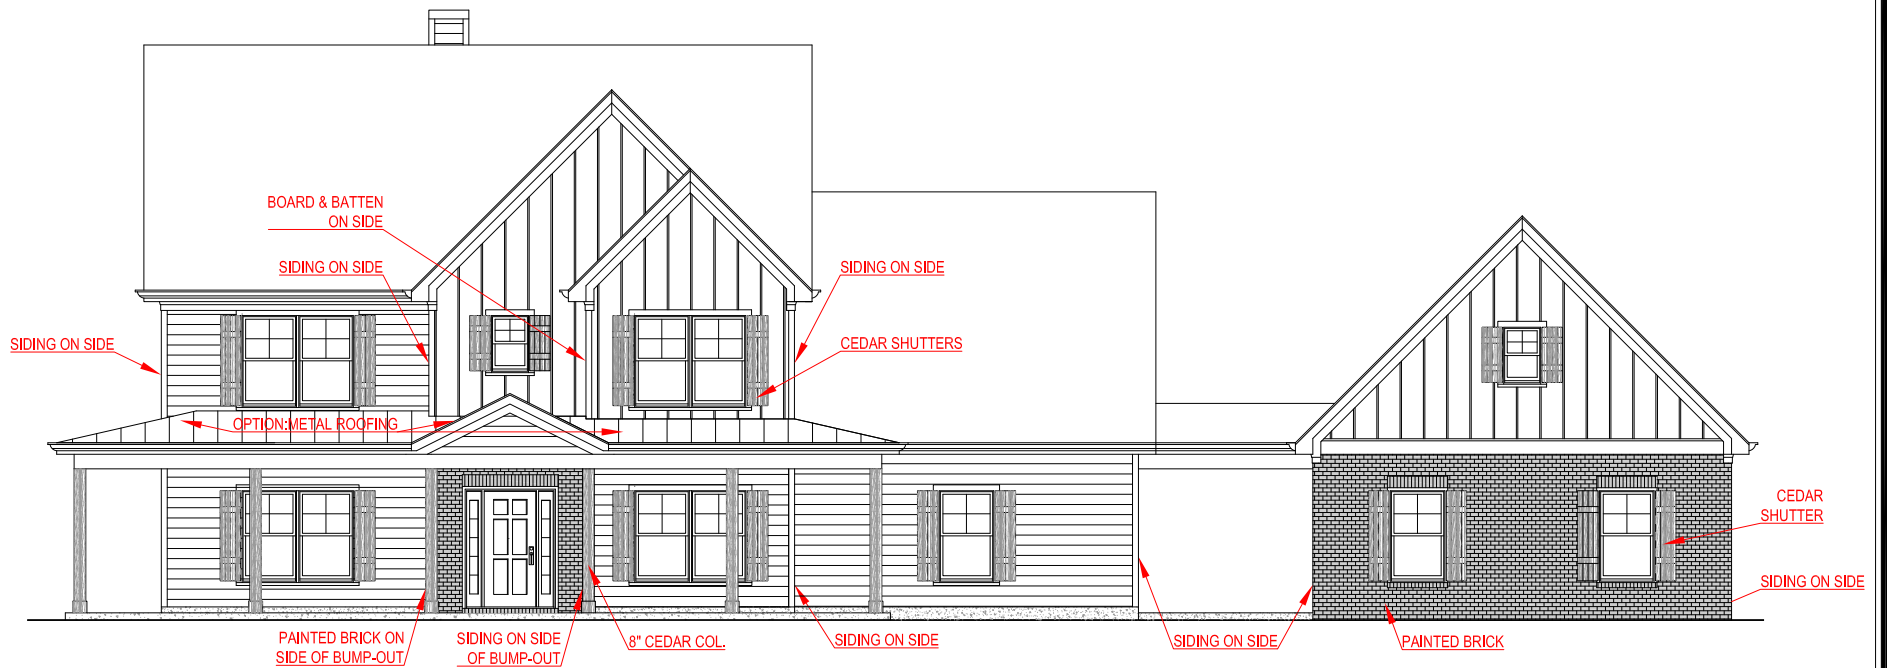 BOARD & BATTEN
ON SIDE
SIDING ON SIDE
SIDING ON SIDE
SIDING ON SIDE
CEDAR SHUTTERS
OPTION:METAL ROOFING
CEDAR
SHUTTER
SIDING ON SIDE
PAINTED BRICK ON
SIDE OF BUMP-OUT
SIDING ON SIDE
OF BUMP-OUT
8" CEDAR COL.
SIDING ON SIDE
SIDING ON SIDE
PAINTED BRICK